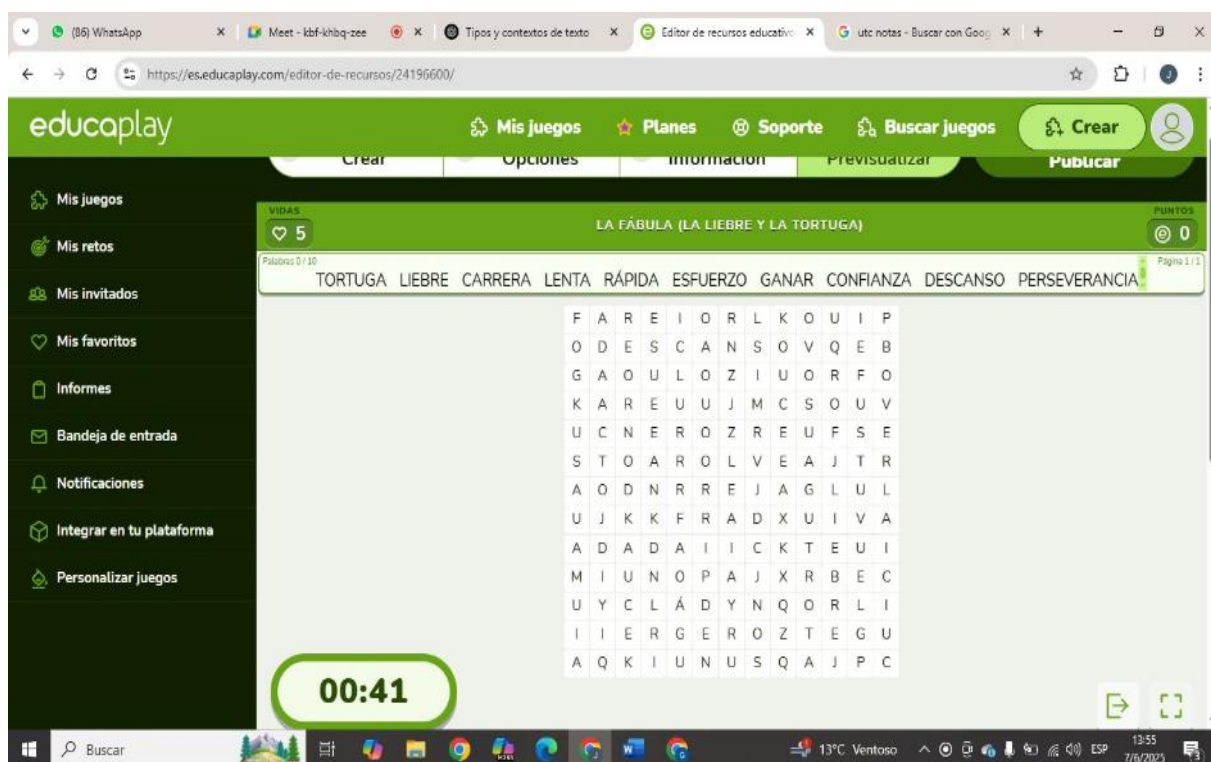 (86) WhatsApp
Meet - kbf-khbq-zee
Tipos y contextos de texto
Editor de recursos educativo
utc notas - Buscar con Goog
https://es.educaplay.com/editor-de-recursos/24196600/
educaplay
Mis juegos
Planes
Soporte
Buscar juegos
Crear
Crear
Opciones
Información
Previsualizar
Publicar
Mis juegos
Mis retos
Mis invitados
Mis favoritos
Informes
Bandeja de entrada
Notificaciones
Integrar en tu plataforma
Personalizar juegos
VIDAS
5
LA FÁBULA (LA LIEBRE Y LA TORTUGA)
PUNTOS
0
Palabras 0 / 10
Página 1 / 1
TORTUGA LIEBRE CARRERA LENTA RÁPIDA ESFUERZO GANAR CONFIANZA DESCANSO PERSEVERANCIA
F A R E I O R L K O U I P
O D E S C A N S O V Q E B
G A O U L O Z I U O R F O
K A R E U U J M C S O U V
U C N E R O Z R E U F S E
S T O A R O L V E A J T R
A O D N R R E J A G L U L
U J K K F R A D X U I V A
A D A D A I I C K T E U I
M I U N O P A J X R B E C
U Y C L Á D Y N Q O R L I
I I E R G E R O Z T E G U
A Q K I U N U S Q A J P C
00:41
Buscar
13°C Ventoso
ESP
13:55
7/6/2025